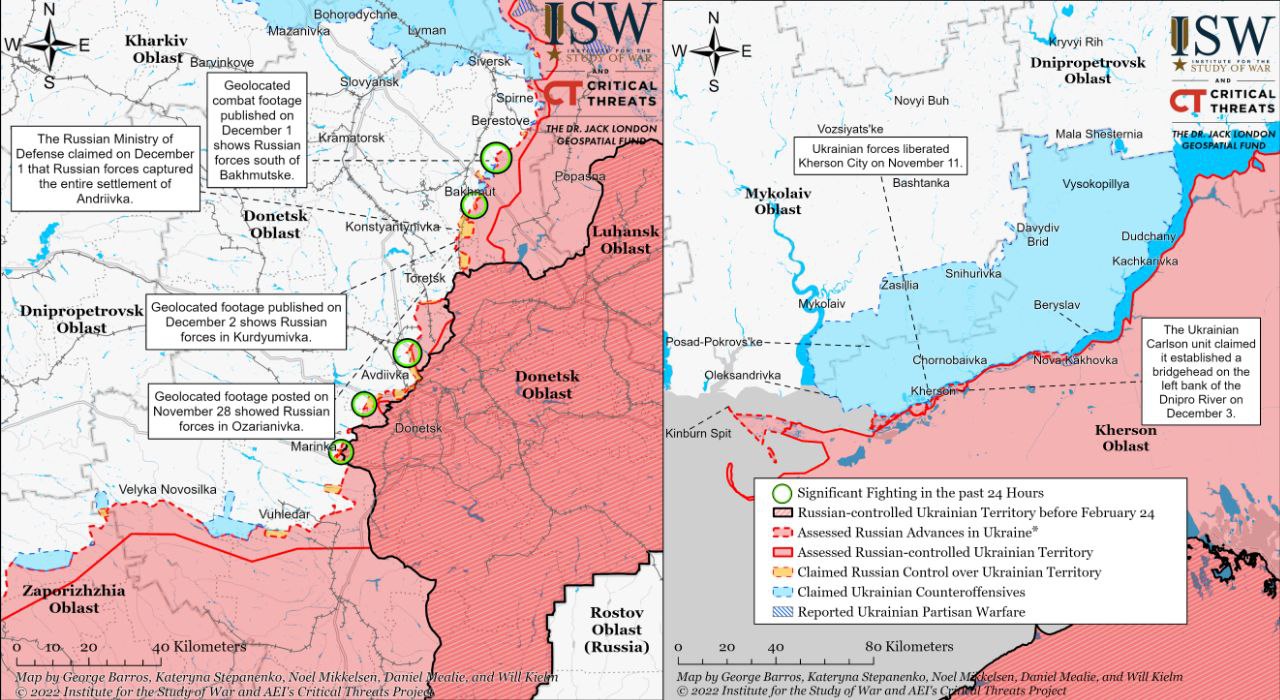 N
W E
S
Kharkiv
Oblast
Bohorodychne
Mazanivka
Lyman
Barvinkove
Slovyansk
Siversk
Spirne
Berestove
Kramatorsk
ISW
INSTITUTE FOR THE
STUDY OF WAR
AND
CT CRITICAL
THREATS
THE DR. JACK LONDON
GEOSPATIAL FUND
Geolocated
combat footage
published on
December 1
shows Russian
forces south of
Bakhmutske.
The Russian Ministry of
Defense claimed on December
1 that Russian forces captured
the entire settlement of
Andriivka.
Popasna
Bakhmut
Donetsk
Oblast
Konstyantynivka
Luhansk
Oblast
Toretsk
Dnipropetrovsk
Oblast
Geolocated footage published on
December 2 shows Russian
forces in Kurdyumivka.
Avdiivka
Donetsk
Oblast
Geolocated footage posted on
November 28 showed Russian
forces in Ozarianivka.
Donetsk
Marinka
Velyka Novosilka
Vuhledar
Zaporizhzhia
Oblast
Rostov
Oblast
(Russia)
0 10 20 40 Kilometers
Map by George Barros, Kateryna Stepanenko, Noel Mikkelsen, Daniel Mealie, and Will Kielm
© 2022 Institute for the Study of War and AEI's Critical Threats Project
N
W E
S
Kryvyi Rih
Dnipropetrovsk
Oblast
ISW
INSTITUTE FOR THE
STUDY OF WAR
AND
CT CRITICAL
THREATS
THE DR. JACK LONDON
GEOSPATIAL FUND
Novyi Buh
Voziyats'ke
Mala Shesternia
Ukrainian forces liberated
Kherson City on November 11.
Mykolaiv
Oblast
Bashtanka
Vysokopillya
Davydiv
Brid
Dudchany
Kachkarivka
Snihurivka
Zasillia
Mykolaiv
Beryslav
Posad-Pokrovs'ke
Chornobaivka
Nova Kakhovka
Oleksandrivka
Kherson
The Ukrainian
Carlson unit claimed
it established a
bridgehead on the
left bank of the
Dnipro River on
December 3.
Kinburn Spit
Kherson
Oblast
Significant Fighting in the past 24 Hours
Russian-controlled Ukrainian Territory before February 24
Assessed Russian Advances in Ukraine*
Assessed Russian-controlled Ukrainian Territory
Claimed Russian Control over Ukrainian Territory
Claimed Ukrainian Counteroffensives
Reported Ukrainian Partisan Warfare
0 20 40 80 Kilometers
Map by George Barros, Kateryna Stepanenko, Noel Mikkelsen, Daniel Mealie, and Will Kielm
© 2022 Institute for the Study of War and AEI's Critical Threats Project